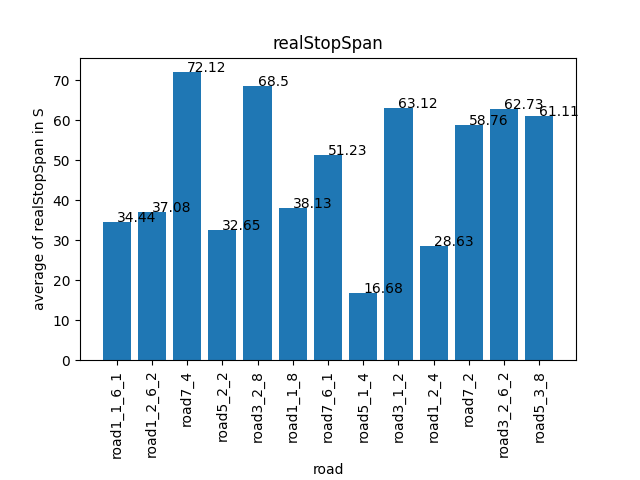 realStopSpan
average of realStopSpan in S
70
60
50
40
30
20
10
0
34.44
37.08
72.12
32.65
68.5
38.13
51.23
16.68
63.12
28.63
58.76
62.73
61.11
road1_1_6_1
road1_2_6_2
road7_4
road5_2_2
road3_2_8
road1_1_8
road7_6_1
road5_1_4
road3_1_2
road1_2_4
road7_2
road3_2_6_2
road5_3_8
road